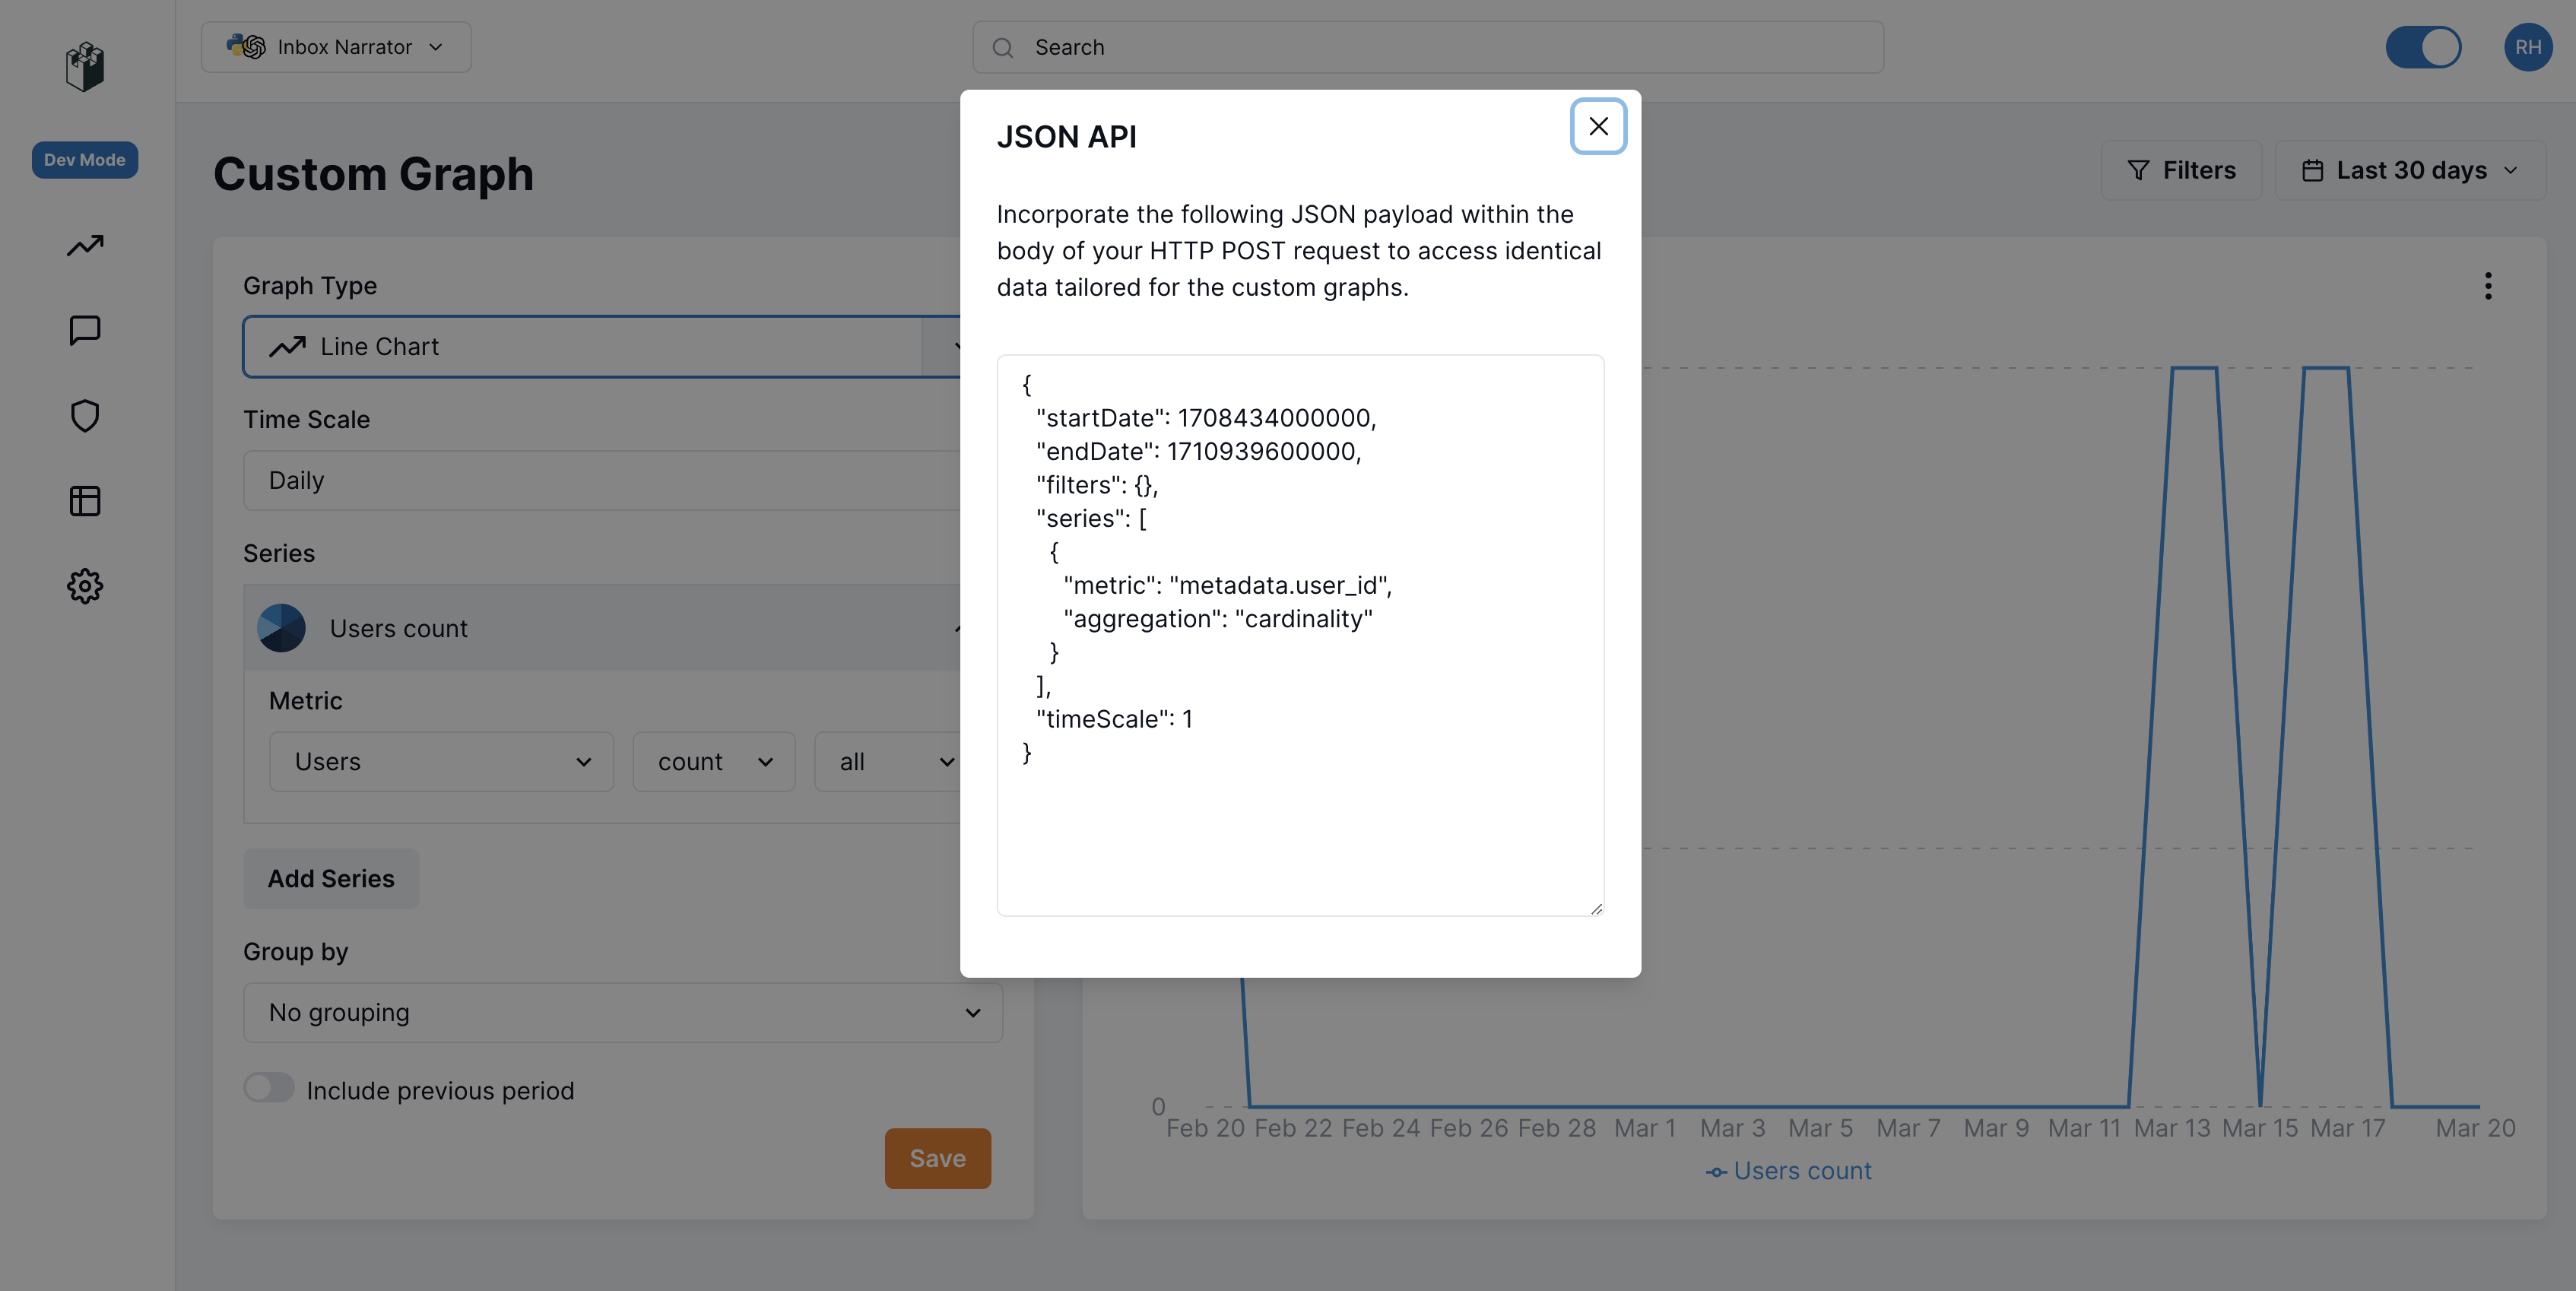 Inbox Narrator
Search
RH
Dev Mode
Custom Graph
Filters
Last 30 days
Graph Type
Line Chart
Time Scale
Daily
Series
Users count
Metric
Users
count
all
Add Series
Group by
No grouping
Include previous period
Save
JSON API
Incorporate the following JSON payload within the
body of your HTTP POST request to access identical
data tailored for the custom graphs.
{
"startDate": 1708434000000,
"endDate": 1710939600000,
"filters": {},
"series": [
{
"metric": "metadata.user_id",
"aggregation": "cardinality"
}
],
"timeScale": 1
}
0
Feb 20 Feb 22 Feb 24 Feb 26 Feb 28 Mar 1 Mar 3 Mar 5 Mar 7 Mar 9 Mar 11 Mar 13 Mar 15 Mar 17 Mar 20
Users count